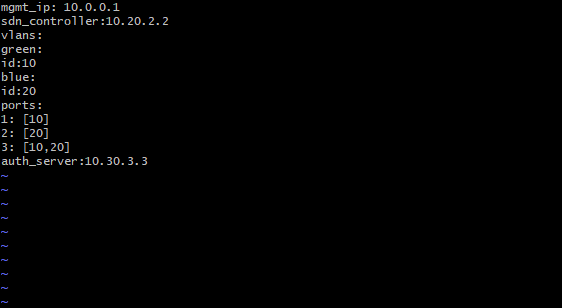 mgmt_ip: 10.0.0.1
sdn_controller:10.20.2.2
vlans:
green:
id:10
blue:
id:20
ports:
1: [10]
2: [20]
3: [10,20]
auth_server:10.30.3.3
~
~
~
~
~
~
~
~
~
~